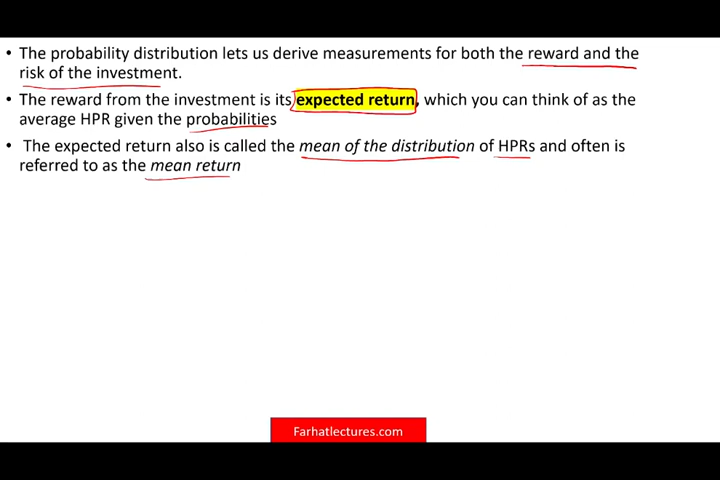 • The probability distribution lets us derive measurements for both the reward and the
risk of the investment.
• The reward from the investment is its expected return, which you can think of as the
average HPR given the probabilities
• The expected return also is called the mean of the distribution of HPRs and often is
referred to as the mean return
Farhatlectures.com